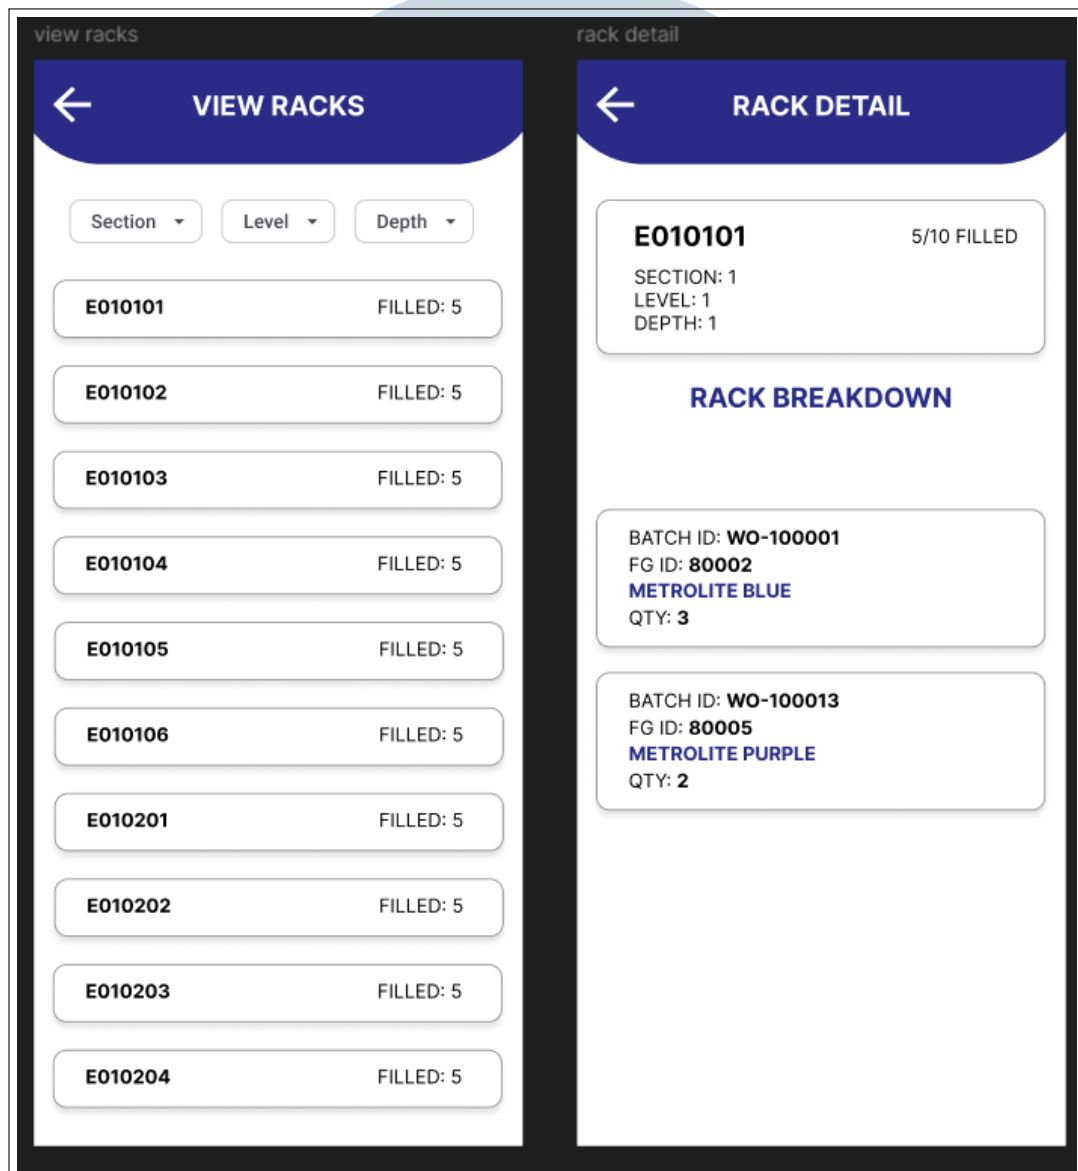 view racks
VIEW RACKS
Section
Level
Depth
E010101 FILLED: 5
E010102 FILLED: 5
E010103 FILLED: 5
E010104 FILLED: 5
E010105 FILLED: 5
E010106 FILLED: 5
E010201 FILLED: 5
E010202 FILLED: 5
E010203 FILLED: 5
E010204 FILLED: 5
rack detail
RACK DETAIL
E010101 5/10 FILLED
SECTION: 1
LEVEL: 1
DEPTH: 1
RACK BREAKDOWN
BATCH ID: WO-100001
FG ID: 80002
METROLITE BLUE
QTY: 3
BATCH ID: WO-100013
FG ID: 80005
METROLITE PURPLE
QTY: 2